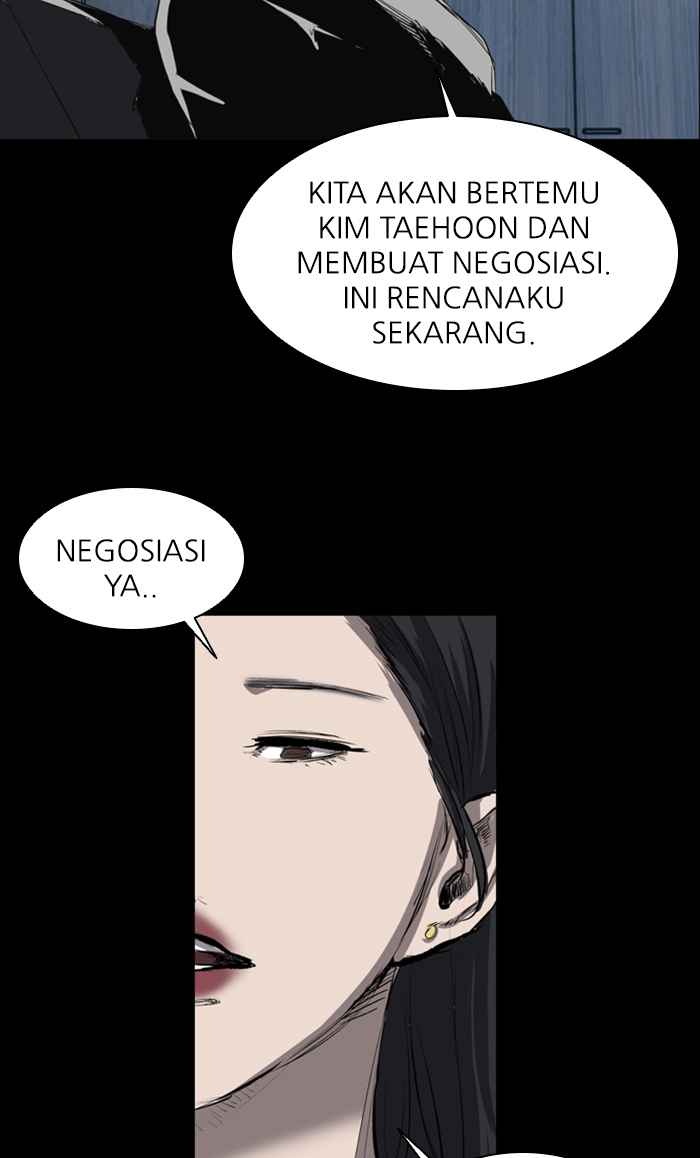 KITA AKAN BERTEMU
KIM TAEHOON DAN
MEMBUAT NEGOSIASI.
INI RENCANAKU
SEKARANG.
NEGOSIASI
YA..